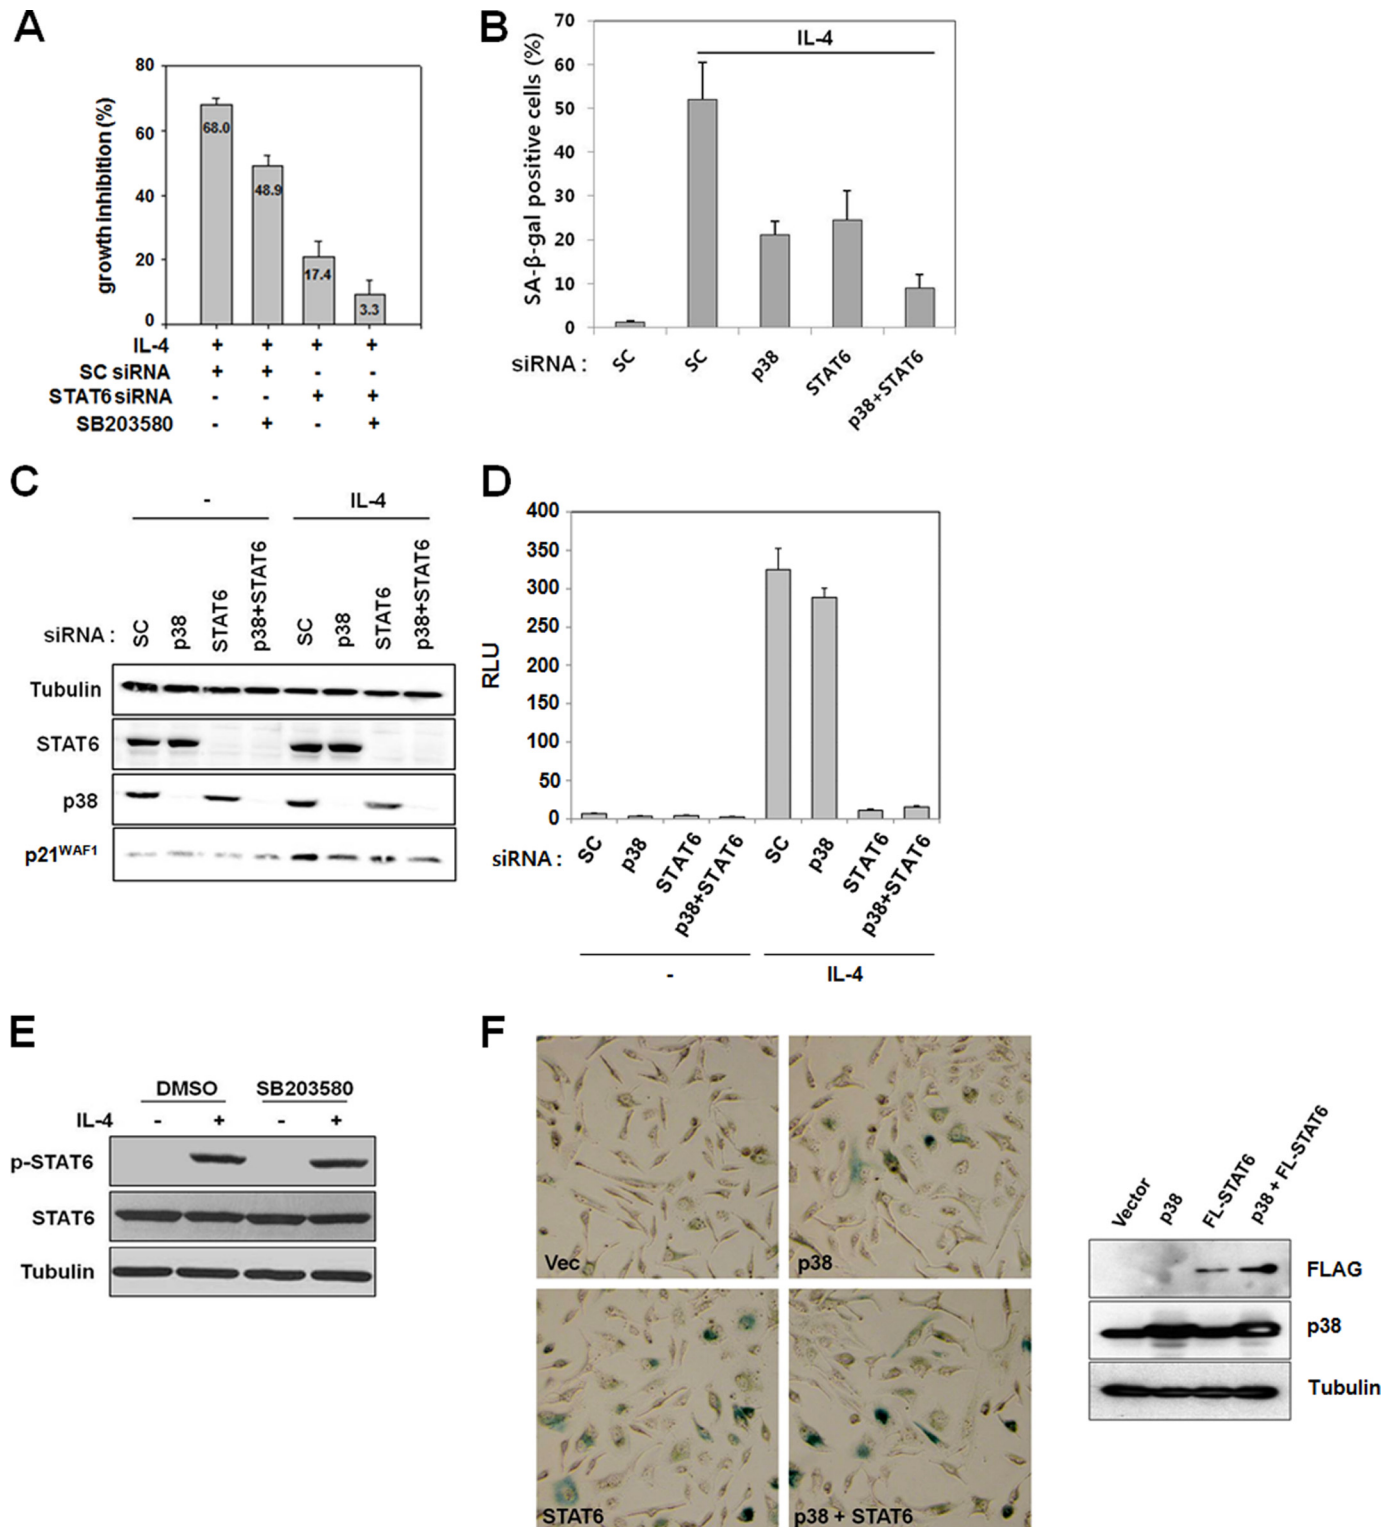 A
growth inhibition (%)
80
60
40
20
0
68.0
48.9
17.4
3.3
IL-4 + + + +
SC siRNA + + - -
STAT6 siRNA - - + +
SB203580 - + - +
B
SA-β-gal positive cells (%)
70
60
50
40
30
20
10
0
IL-4
siRNA : SC SC p38 STAT6 p38+STAT6
C
- IL-4
siRNA : SC p38 STAT6 p38+STAT6 SC p38 STAT6 p38+STAT6
Tubulin
STAT6
p38
p21WAF1
D
RLU
400
350
300
250
200
150
100
50
0
siRNA : SC p38 STAT6 p38+STAT6 SC p38 STAT6 p38+STAT6
- IL-4
E
DMSO SB203580
IL-4 - + - +
p-STAT6
STAT6
Tubulin
F
Vec
p38
STAT6
p38 + STAT6
Vector p38 FL-STAT6 p38 + FL-STAT6
FLAG
p38
Tubulin